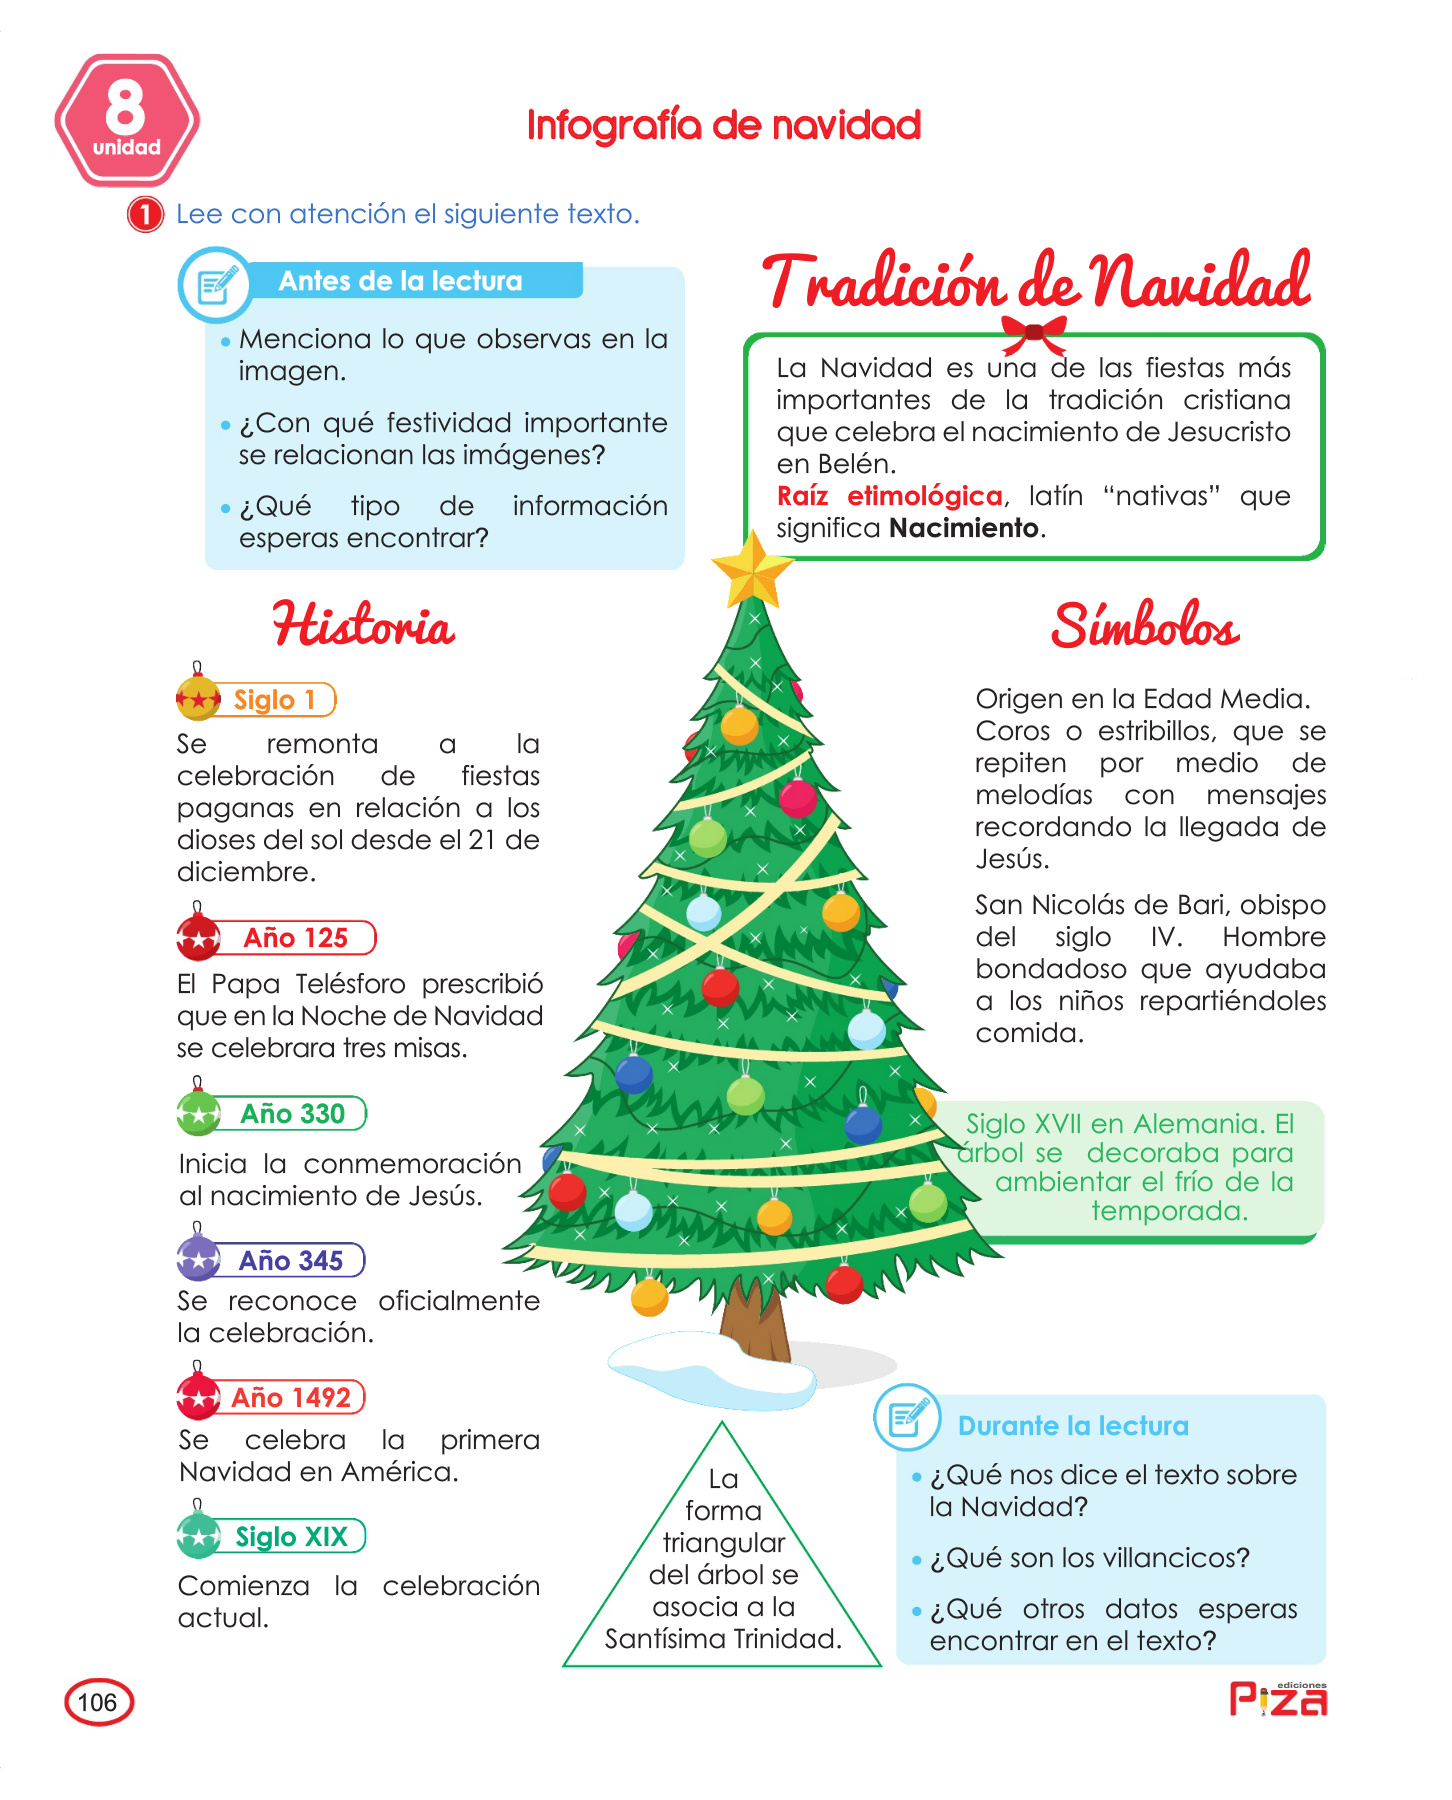 8
unidad
Infografía de navidad
1 Lee con atención el siguiente texto.
Antes de la lectura
• Menciona lo que observas en la
imagen.
• ¿Con qué festividad importante
se relacionan las imágenes?
• ¿Qué tipo de información
esperas encontrar?
Tradición de Navidad
La Navidad es una de las fiestas más
importantes de la tradición cristiana
que celebra el nacimiento de Jesucristo
en Belén.
Raíz etimológica, latín “nativas” que
significa Nacimiento.
Historia
Siglo 1
Se remonta a la
celebración de fiestas
paganas en relación a los
dioses del sol desde el 21 de
diciembre.
Año 125
El Papa Telésforo prescribió
que en la Noche de Navidad
se celebrara tres misas.
Año 330
Inicia la conmemoración
al nacimiento de Jesús.
Año 345
Se reconoce oficialmente
la celebración.
Año 1492
Se celebra la primera
Navidad en América.
Siglo XIX
Comienza la celebración
actual.
Símbolos
Origen en la Edad Media.
Coros o estribillos, que se
repiten por medio de
melodías con mensajes
recordando la llegada de
Jesús.
San Nicolás de Bari, obispo
del siglo IV. Hombre
bondadoso que ayudaba
a los niños repartiéndoles
comida.
Siglo XVII en Alemania. El
árbol se decoraba para
ambientar el frío de la
temporada.
La
forma
triangular
del árbol se
asocia a la
Santísima Trinidad.
Durante la lectura
• ¿Qué nos dice el texto sobre
la Navidad?
• ¿Qué son los villancicos?
• ¿Qué otros datos esperas
encontrar en el texto?
106
ediciones
Piza